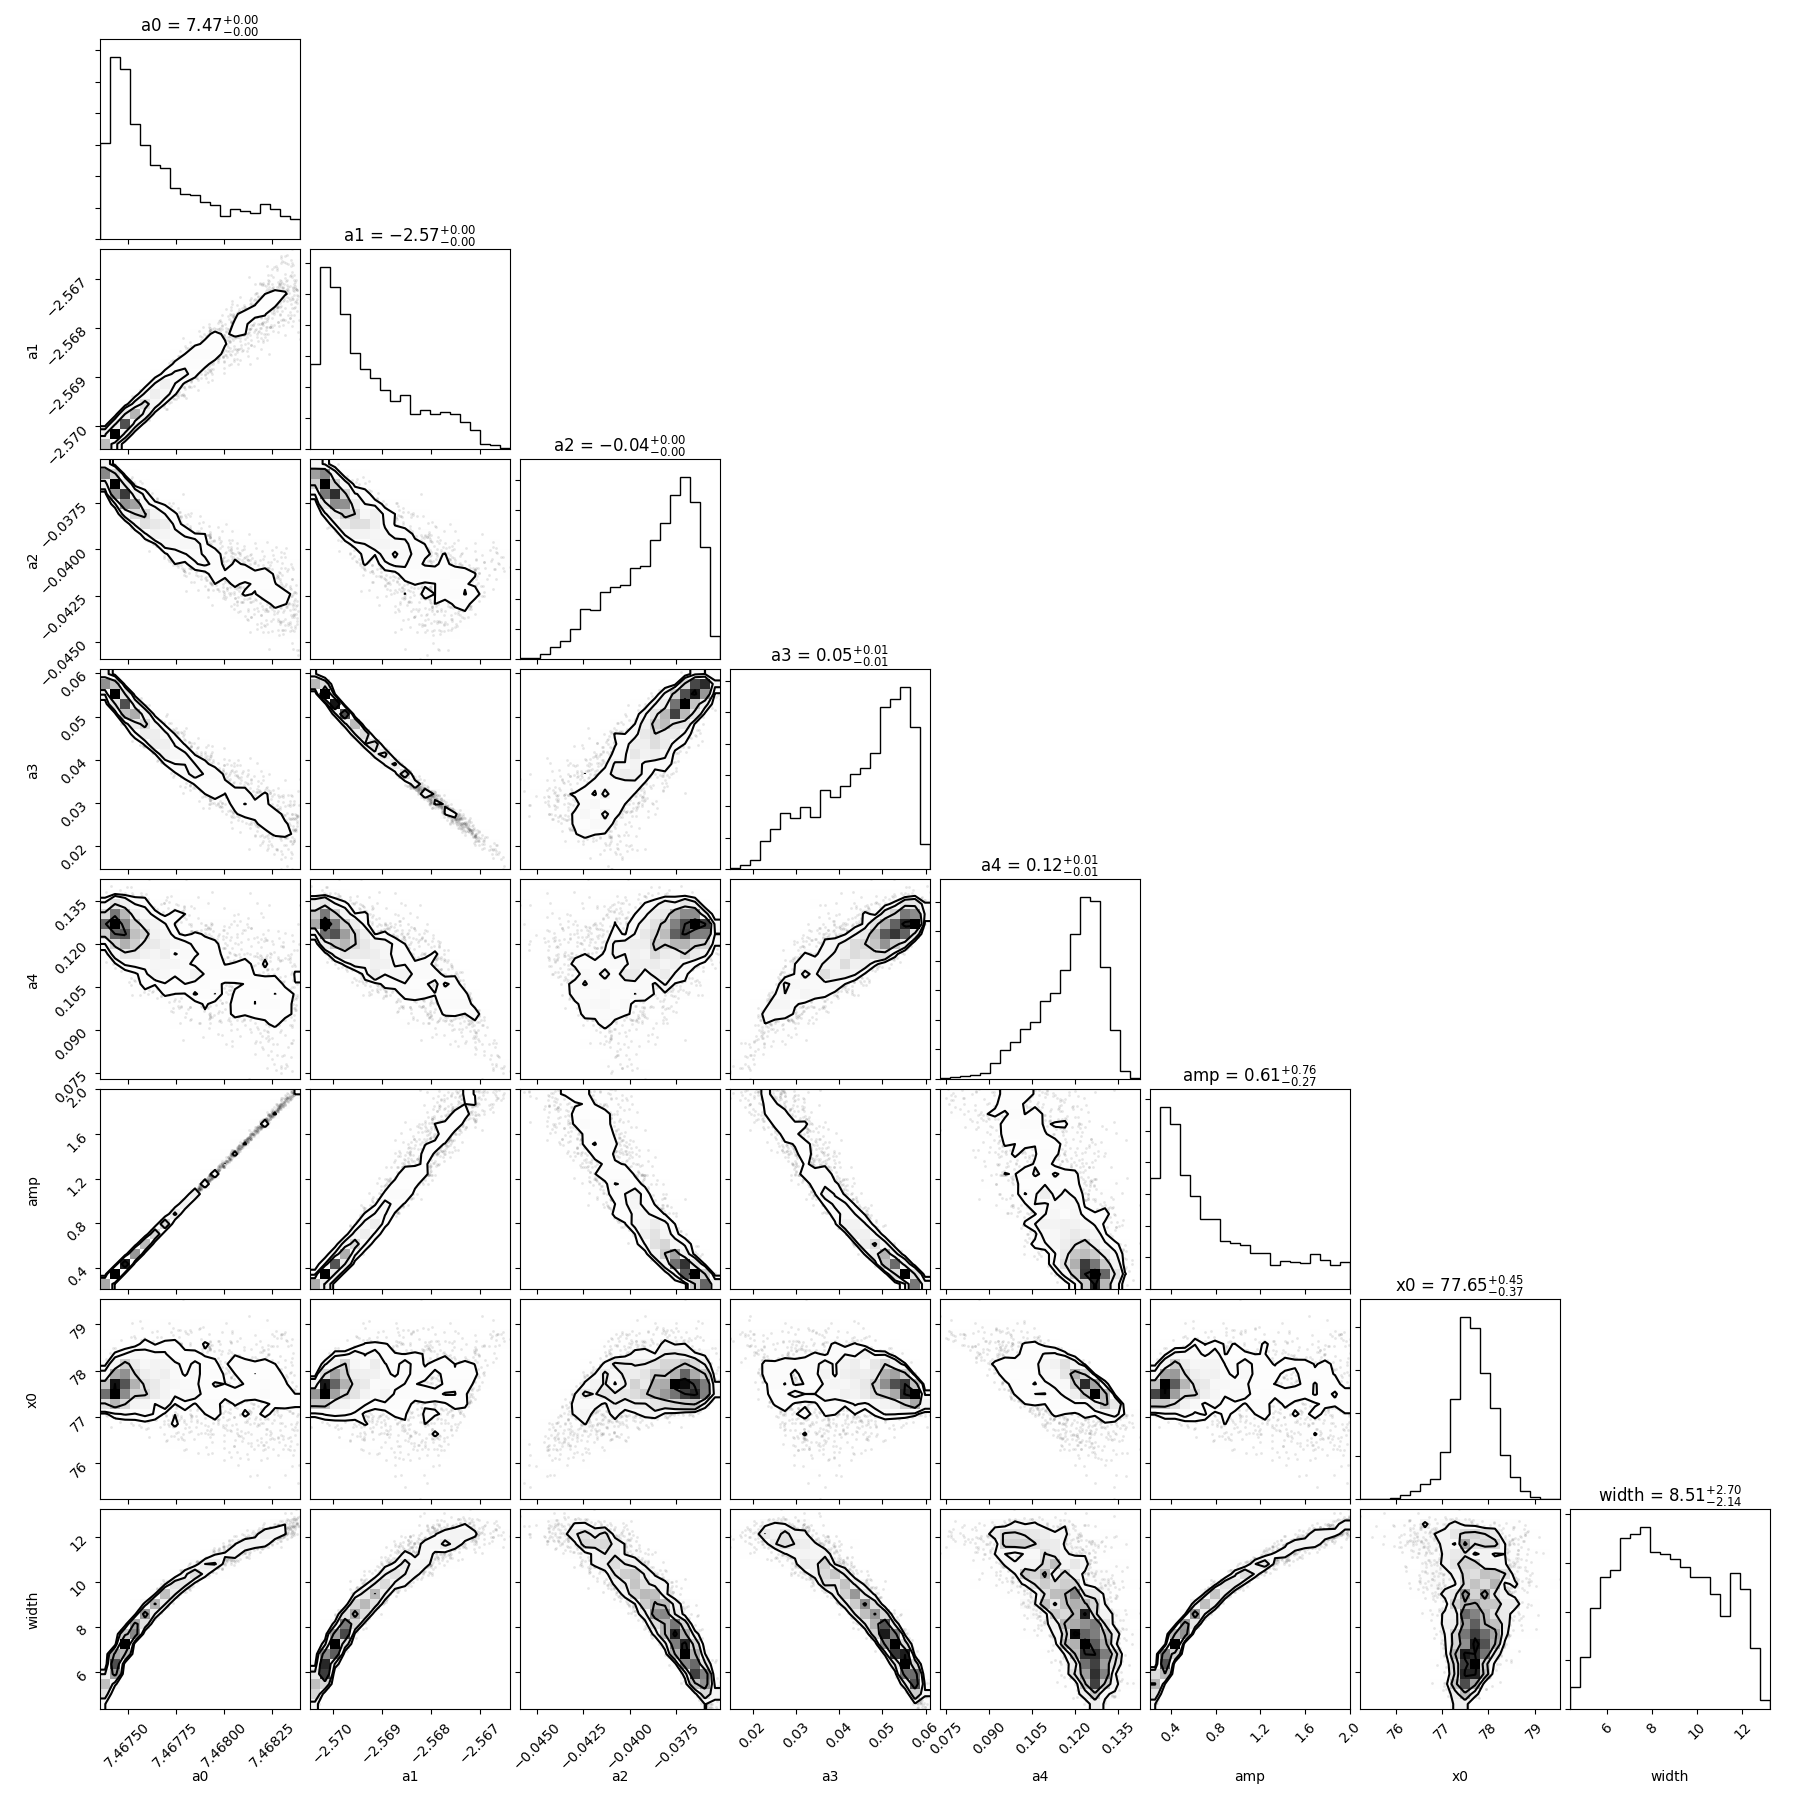 a0 = 7.47+0.00 −0.00
a1 = −2.57+0.00 −0.00
a2 = −0.04+0.00 −0.00
a3 = 0.05+0.01 −0.01
a4 = 0.12+0.01 −0.01
amp = 0.61+0.76 −0.27
x0 = 77.65+0.45 −0.37
width = 8.51+2.70 −2.14
a1
−2.567
−2.568
−2.569
−2.570
a2
−0.0375
−0.0400
−0.0425
−0.0450
a3
0.06
0.05
0.04
0.03
0.02
a4
0.135
0.120
0.105
0.090
0.075
amp
2.0
1.6
1.2
0.8
0.4
x0
79
78
77
76
width
12
10
8
6
7.46750 7.46775 7.46800 7.46825
−2.570 −2.569 −2.568 −2.567
−0.0450 −0.0425 −0.0400 −0.0375
0.02 0.03 0.04 0.05 0.06
0.075 0.090 0.105 0.120 0.135
0.4 0.8 1.2 1.6 2.0
76 77 78 79
6 8 10 12
a0 a1 a2 a3 a4 amp x0 width